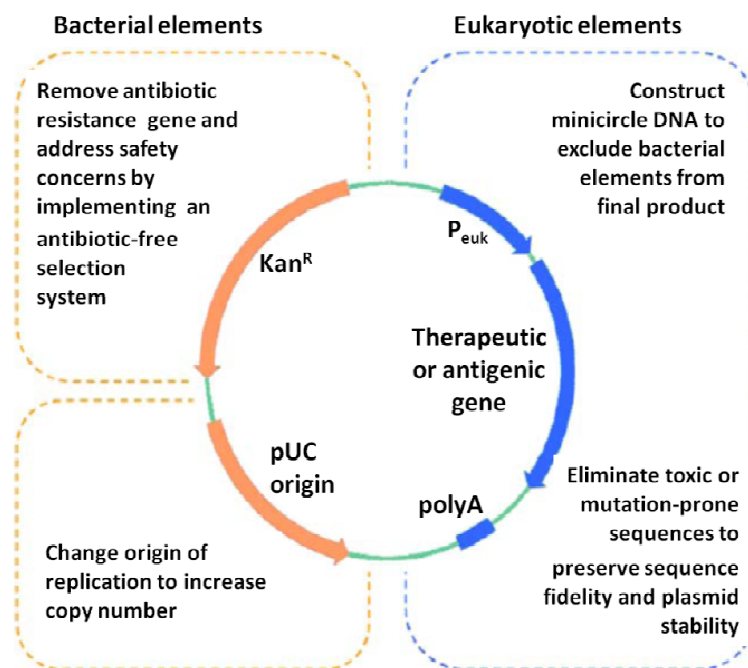 Bacterial elements
Eukaryotic elements
Remove antibiotic
resistance gene and
address safety
concerns by
implementing an
antibiotic-free
selection
system
Construct
minicircle DNA to
exclude bacterial
elements from
final product
Peuk
KanR
Therapeutic
or antigenic
gene
pUC
origin
polyA
Eliminate toxic or
mutation-prone
sequences to
preserve sequence
fidelity and plasmid
stability
Change origin of
replication to increase
copy number